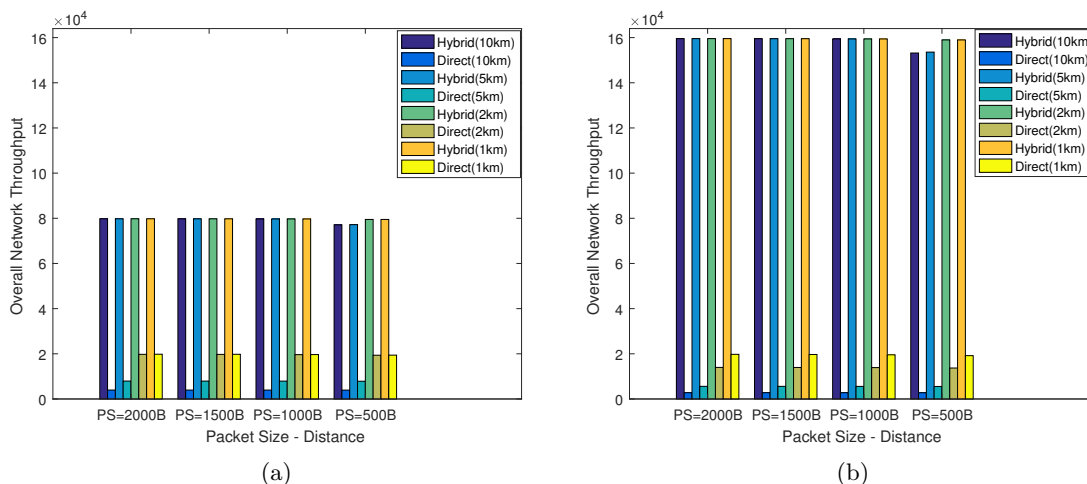 ×10⁴
16
14
12
10
8
6
4
2
0
Overall Network Throughput
PS=2000B PS=1500B PS=1000B PS=500B
Packet Size - Distance
Hybrid(10km)
Direct(10km)
Hybrid(5km)
Direct(5km)
Hybrid(2km)
Direct(2km)
Hybrid(1km)
Direct(1km)
(a)
×10⁴
16
14
12
10
8
6
4
2
0
Overall Network Throughput
PS=2000B PS=1500B PS=1000B PS=500B
Packet Size - Distance
Hybrid(10km
Direct(10km)
Hybrid(5km)
Direct(5km)
Hybrid(2km)
Direct(2km)
Hybrid(1km)
Direct(1km)
(b)